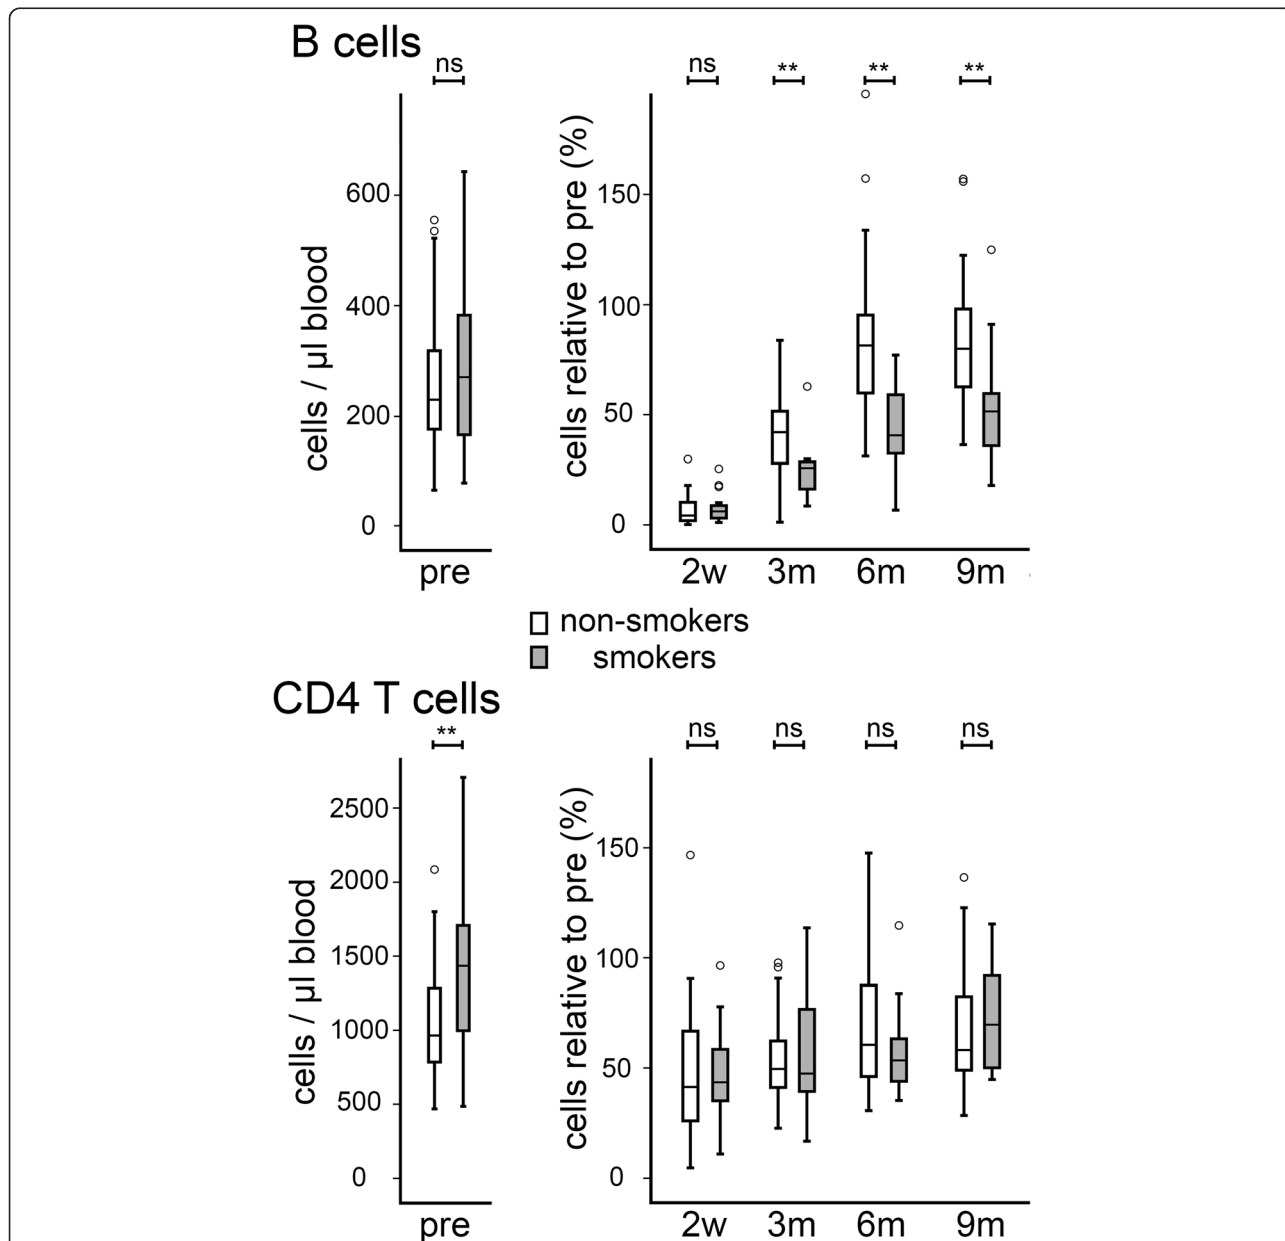 B cells
ns
ns
**
**
**
cells / µl blood
600
400
200
0
pre
cells relative to pre (%)
150
100
50
0
2w
3m
6m
9m
non-smokers
smokers
CD4 T cells
**
ns
ns
ns
ns
cells / µl blood
2500
2000
1500
1000
500
0
pre
cells relative to pre (%)
150
100
50
0
2w
3m
6m
9m